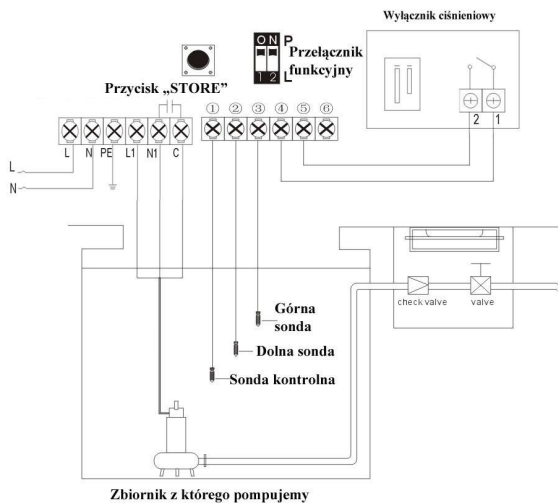 Wyłącznik ciśnieniowy
ON P
1 2 L
Przełącznik
funkcyjny
Przycisk „STORE”
① ② ③ ④ ⑤ ⑥
2 1
L N PE L1 N1 C
L
N
check valve
valve
Górna
sonda
Dolna sonda
Sonda kontrolna
Zbiornik z którego pompujemy